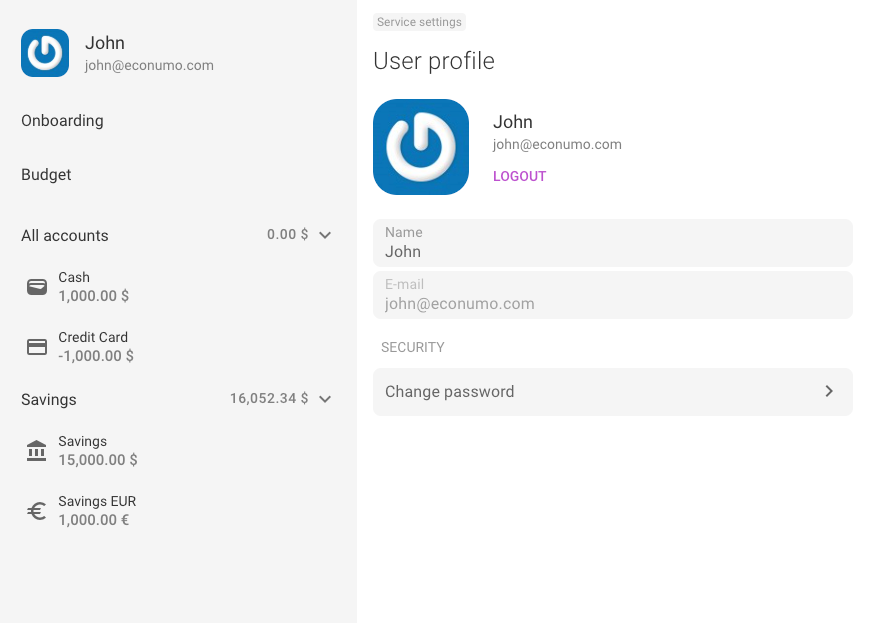 John
john@econumo.com
Onboarding
Budget
All accounts 0.00 $
Cash
1,000.00 $
Credit Card
-1,000.00 $
Savings 16,052.34 $
Savings
15,000.00 $
Savings EUR
1,000.00 €
Service settings
User profile
John
john@econumo.com
LOGOUT
Name
John
E-mail
john@econumo.com
SECURITY
Change password